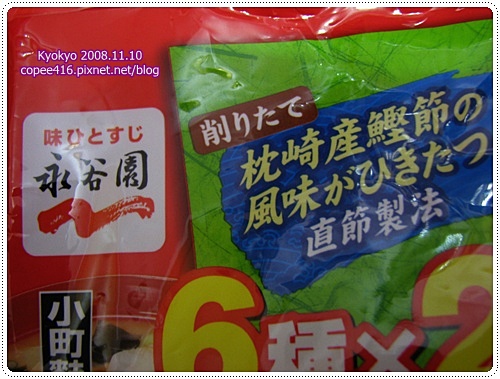 Kyokyo 2008.11.10
copee416.pixnet.net/blog
味ひとすじ
永谷園
削りたて
枕崎産鰹節の
風味がひきたつ
直節製法
小町麩
6種×2